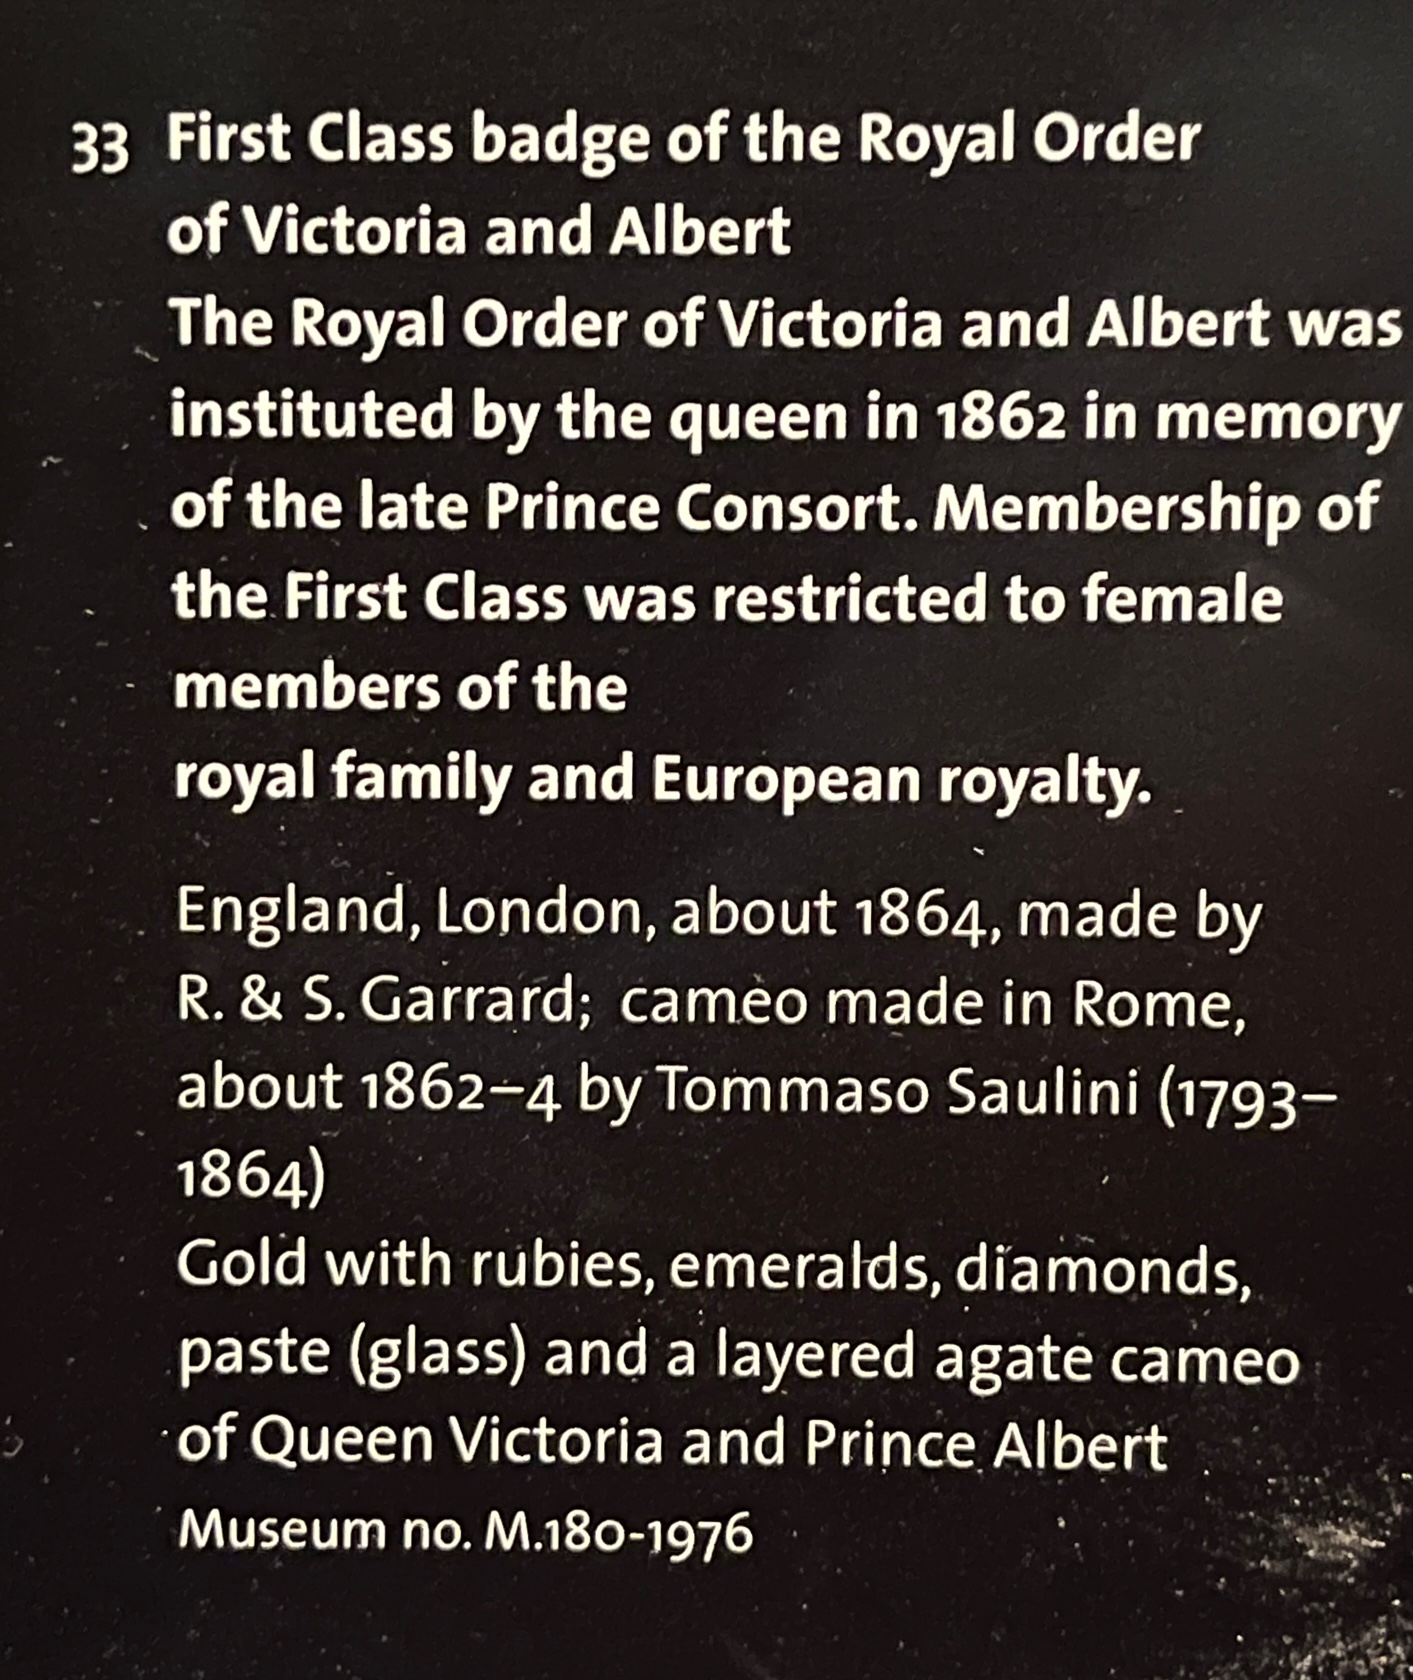 33 First Class badge of the Royal Order
of Victoria and Albert
The Royal Order of Victoria and Albert was
instituted by the queen in 1862 in memory
of the late Prince Consort. Membership of
the First Class was restricted to female
members of the
royal family and European royalty.
England, London, about 1864, made by
R. & S. Garrard; cameo made in Rome,
about 1862–4 by Tommaso Saulini (1793–
1864)
Gold with rubies, emeralds, diamonds,
paste (glass) and a layered agate cameo
of Queen Victoria and Prince Albert
Museum no. M.180-1976